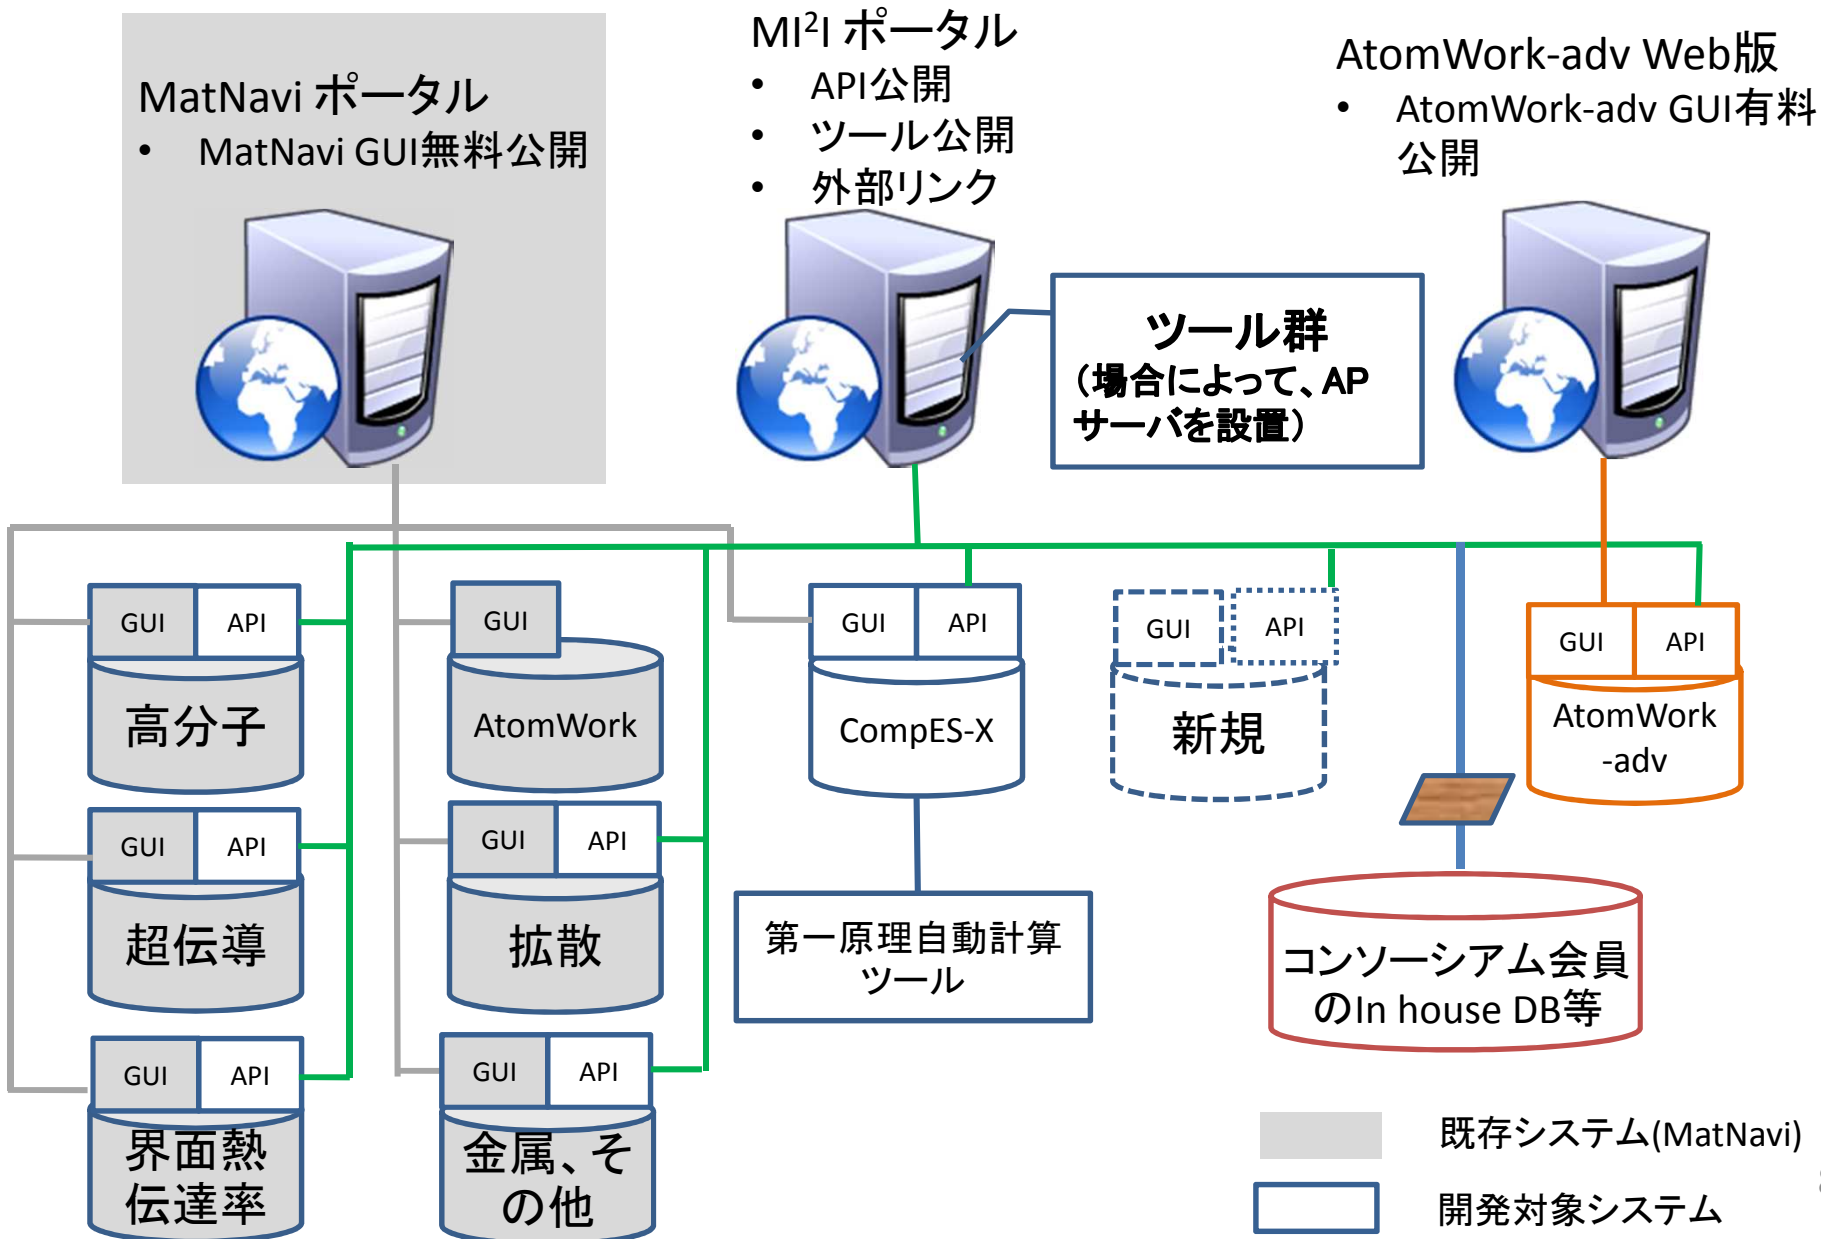 MatNavi ポータル
• MatNavi GUI無料公開
MI²I ポータル
• API公開
• ツール公開
• 外部リンク
AtomWork-adv Web版
• AtomWork-adv GUI有料
公開
ツール群
（場合によって、AP
サーバを設置）
GUI API
高分子
GUI
AtomWork
GUI API
CompES-X
GUI API
新規
GUI API
AtomWork
-adv
GUI API
超伝導
GUI API
拡散
第一原理自動計算
ツール
コンソーシアム会員
のIn house DB等
GUI API
界面熱
伝達率
GUI API
金属、そ
の他
既存システム(MatNavi)
開発対象システム